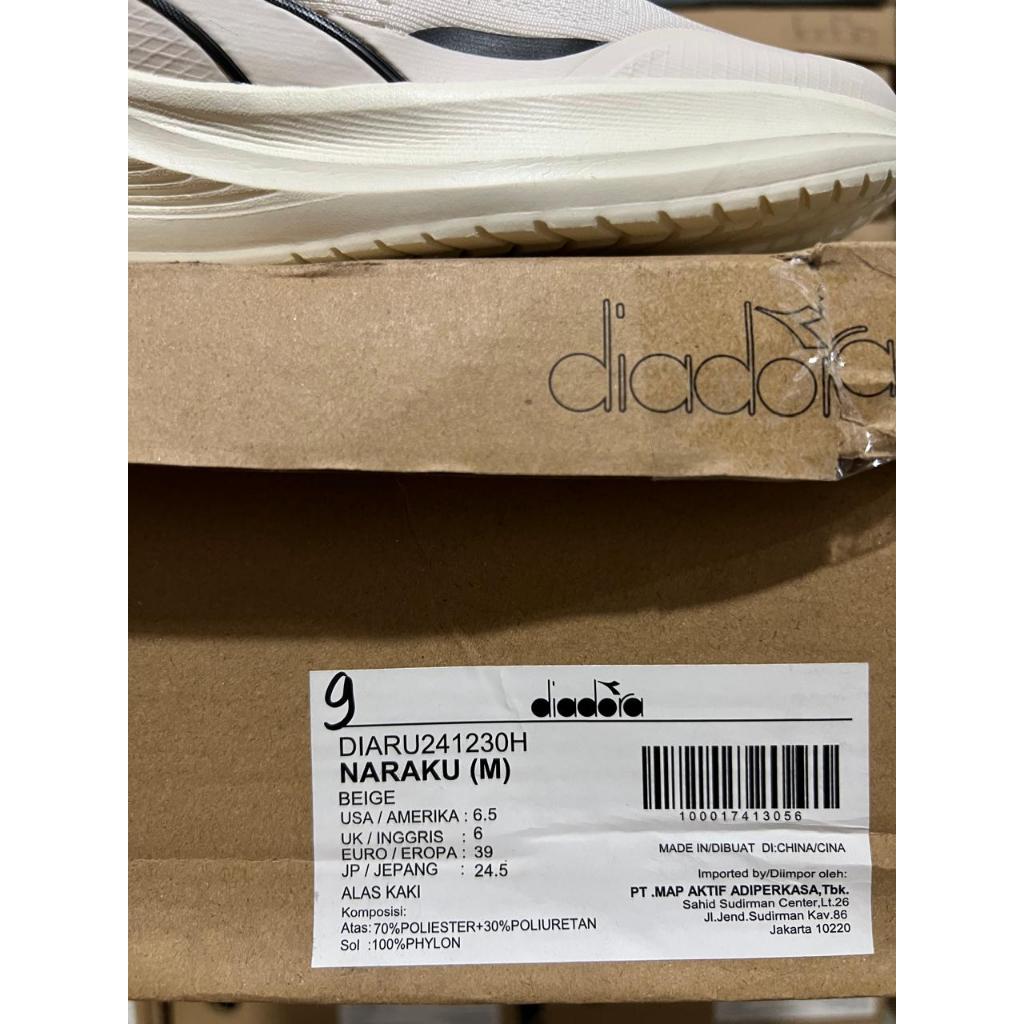 diadora
9
diadora
DIARU241230H
NARAKU (M)
BEIGE
USA / AMERIKA : 6.5
UK / INGGRIS : 6
EURO / EROPA : 39
JP / JEPANG : 24.5
ALAS KAKI
Komposisi:
Atas: 70%POLIESTER+30%POLIURETAN
Sol :100%PHYLON
100017413056
MADE IN/DIBUAT DI:CHINA/CINA
Imported by/Diimpor oleh:
PT .MAP AKTIF ADIPERKASA,Tbk.
Sahid Sudirman Center,Lt.26
Jl.Jend.Sudirman Kav.86
Jakarta 10220